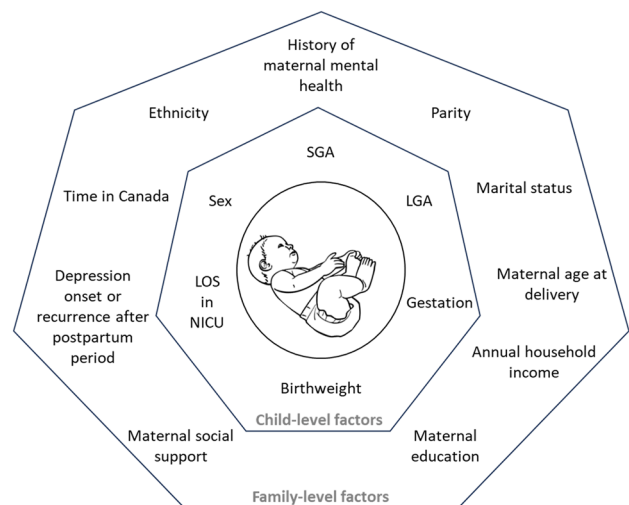 History of
maternal mental
health
Ethnicity
Parity
SGA
Time in Canada
Sex
LGA
Marital status
Depression
onset or
recurrence after
postpartum
period
LOS
in
NICU
Gestation
Maternal age at
delivery
Annual household
income
Birthweight
Child-level factors
Maternal social
support
Maternal
education
Family-level factors